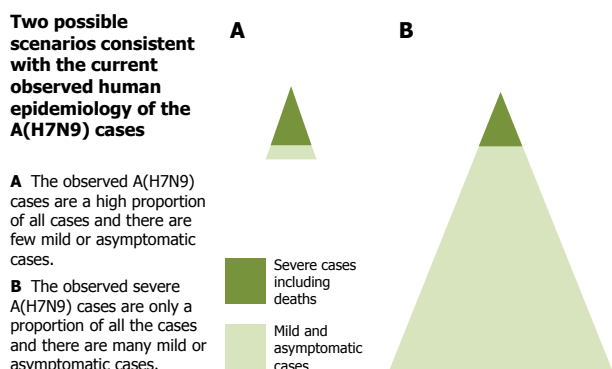 Two possible
scenarios consistent
with the current
observed human
epidemiology of the
A(H7N9) cases
A The observed A(H7N9)
cases are a high proportion
of all cases and there are
few mild or asymptomatic
cases.
B The observed severe
A(H7N9) cases are only a
proportion of all the cases
and there are many mild or
asymptomatic cases.
A
B
Severe cases
including
deaths
Mild and
asymptomatic
cases